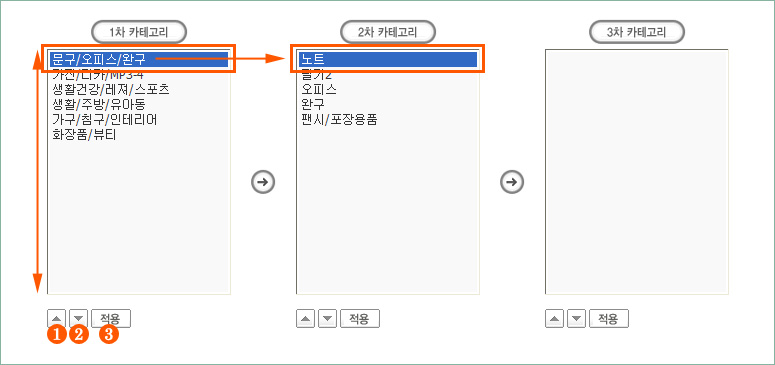 1차 카테고리
문구/오피스/완구
가전/디카/MP3-4
생활건강/레져/스포츠
생활/주방/유아동
가구/침구/인테리어
화장품/뷰티
적용
1 2 3
2차 카테고리
노트
필기2
오피스
완구
팬시/포장용품
적용
3차 카테고리
적용